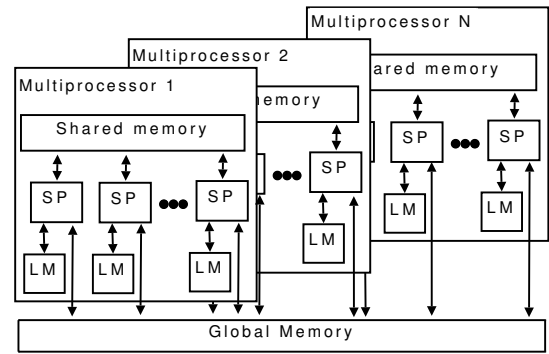 Multiprocessor N
Multiprocessor 2
Multiprocessor 1
ared memory
emory
Shared memory
SP
SP
SP
SP
SP
SP
LM
LM
LM
LM
LM
LM
Global Memory